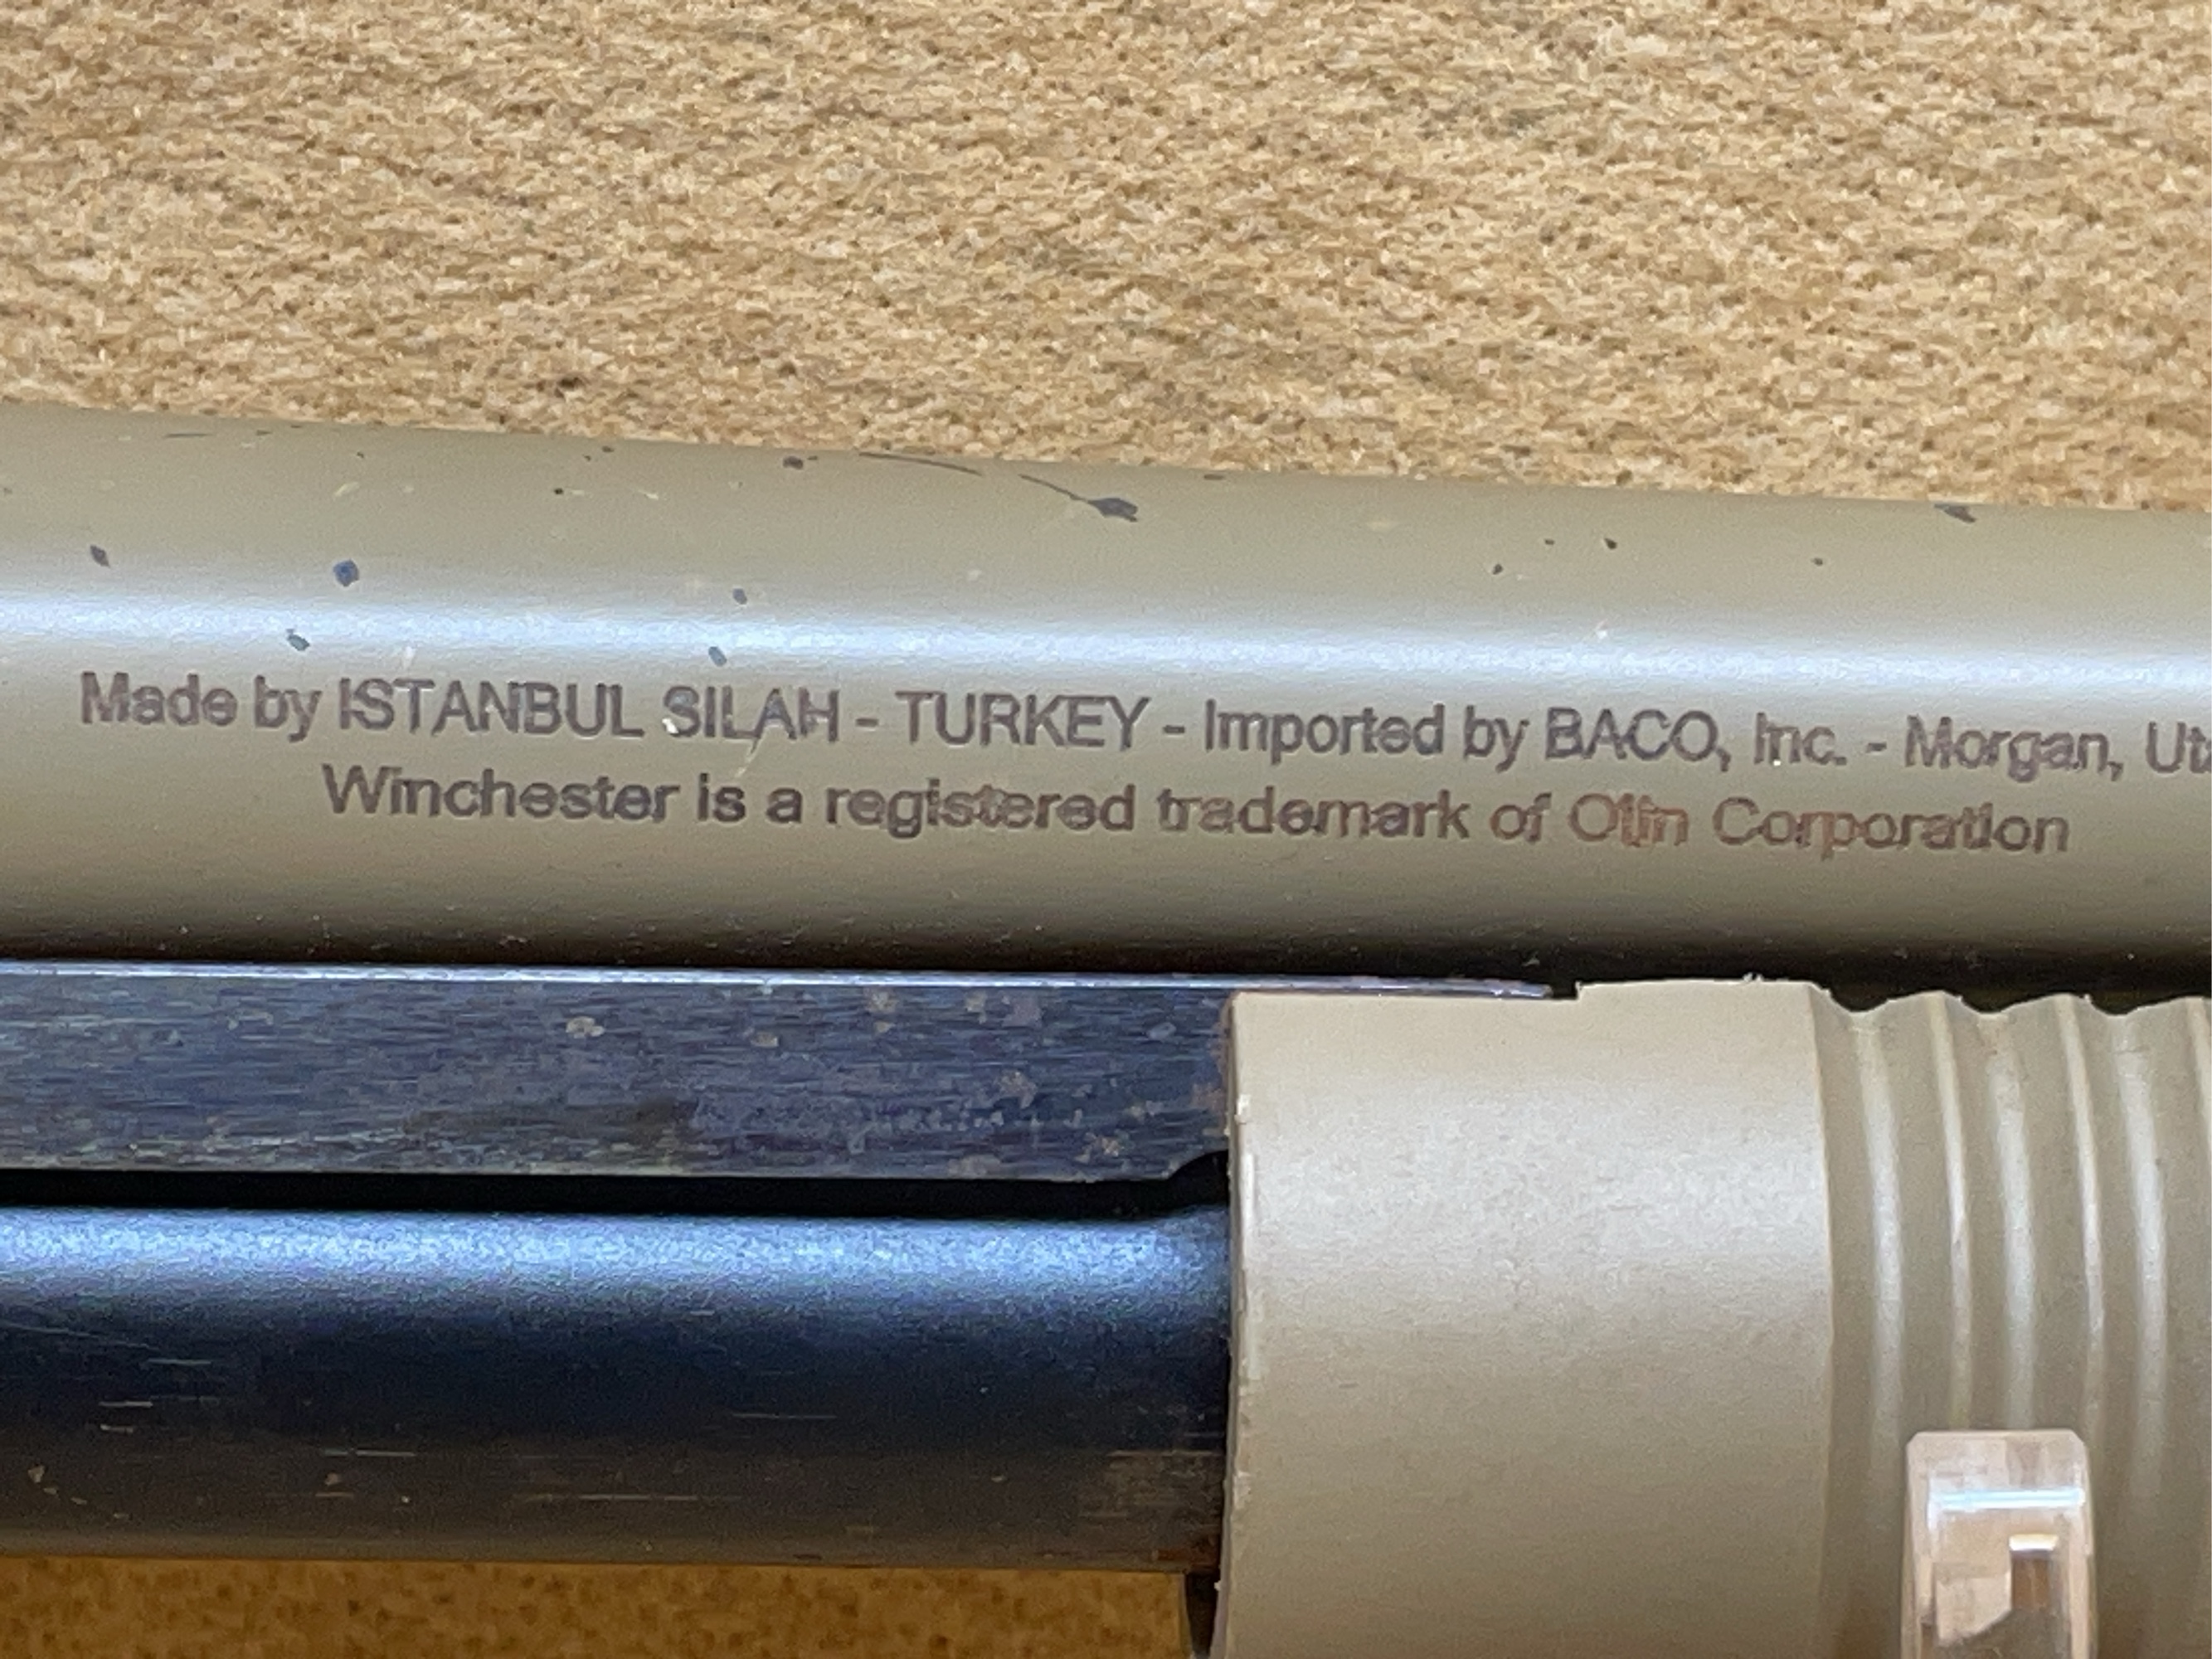 Made by ISTANBUL SILAH - TURKEY - Imported by BACO, Inc. - Morgan,
Winchester is a registered trademark of Olin Corporation